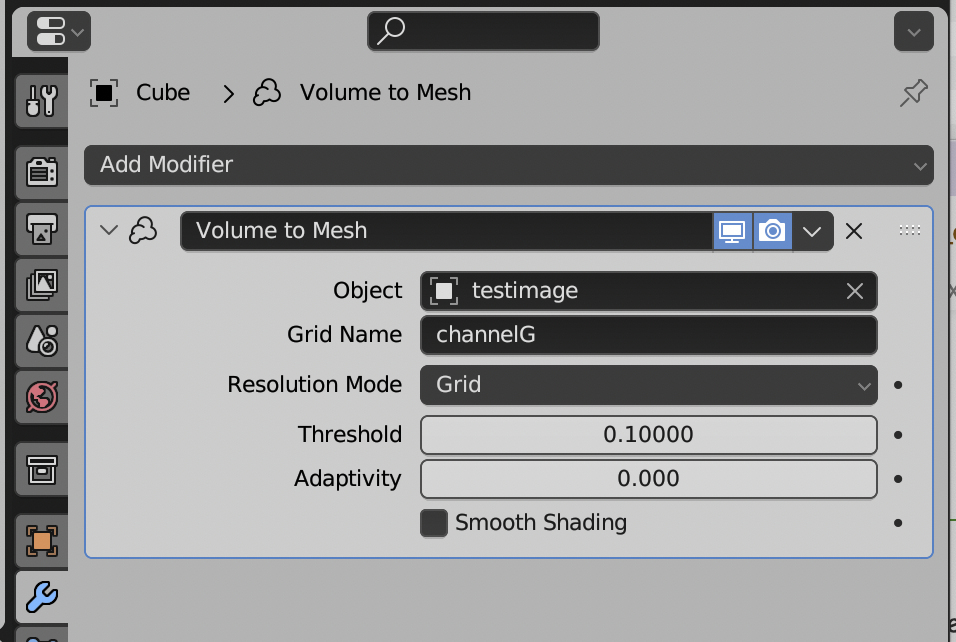 Cube > Volume to Mesh
Add Modifier
Volume to Mesh
Object testimage
Grid Name channelG
Resolution Mode Grid
Threshold 0.10000
Adaptivity 0.000
Smooth Shading